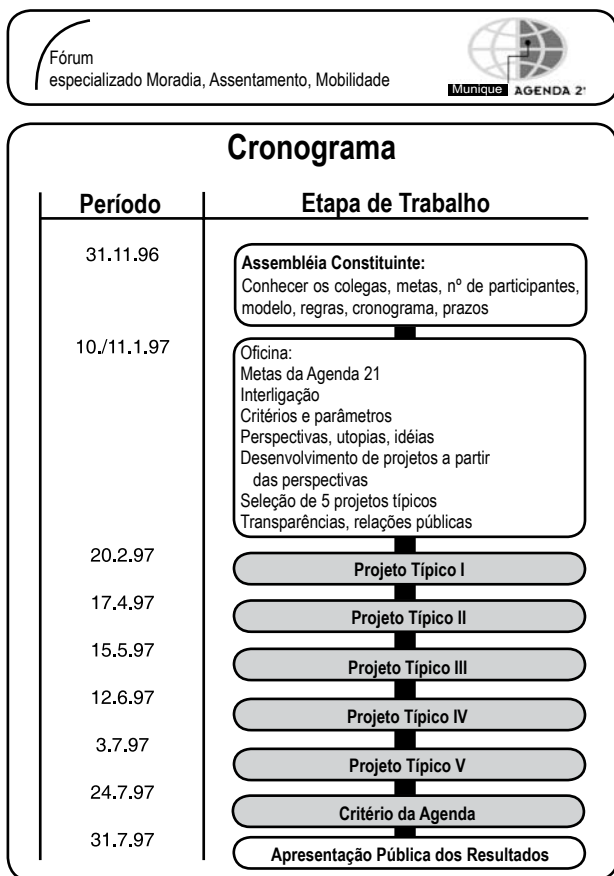 Fórum
especializado Moradia, Assentamento, Mobilidade
Munique AGENDA 2'
Cronograma
Período Etapa de Trabalho
31.11.96
Assembléia Constituinte:
Conhecer os colegas, metas, nº de participantes,
modelo, regras, cronograma, prazos
10./11.1.97
Oficina:
Metas da Agenda 21
Interligação
Critérios e parâmetros
Perspectivas, utopias, idéias
Desenvolvimento de projetos a partir
das perspectivas
Seleção de 5 projetos típicos
Transparências, relações públicas
20.2.97
Projeto Típico I
17.4.97
Projeto Típico II
15.5.97
Projeto Típico III
12.6.97
Projeto Típico IV
3.7.97
Projeto Típico V
24.7.97
Critério da Agenda
31.7.97
Apresentação Pública dos Resultados